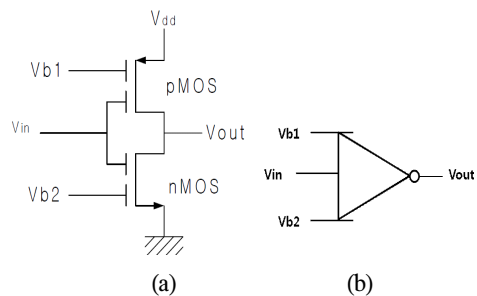 Vdd
Vb1
pMOS
Vin
Vout
Vb2
nMOS
Vb1
Vin
Vout
Vb2
(a)
(b)